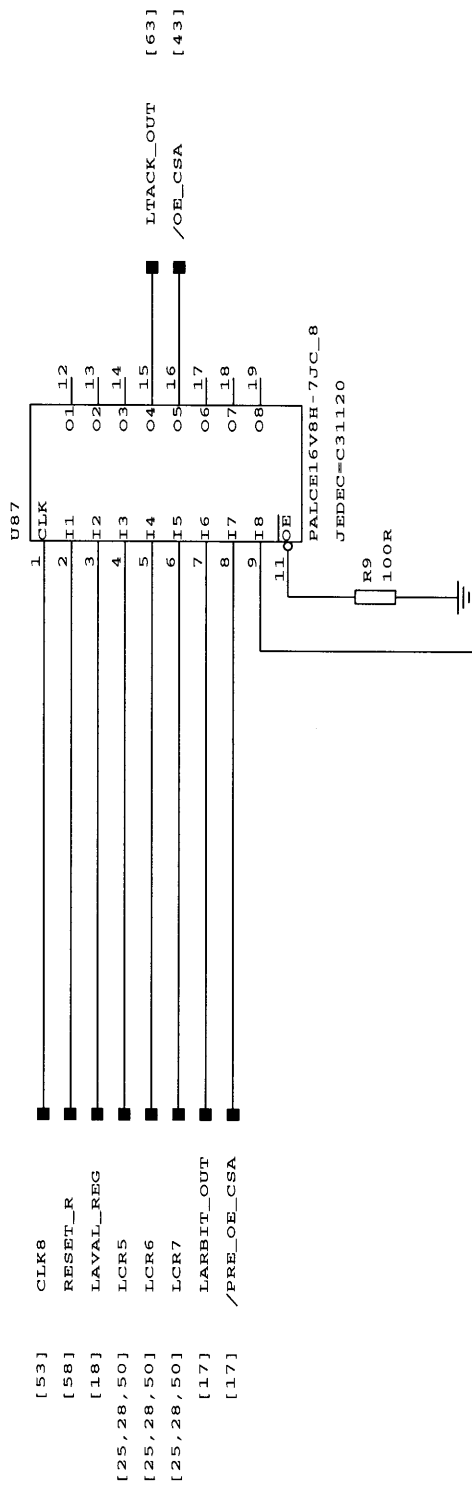 U87
[53] CLK8 1 CLK
[58] RESET_R 2 I1 O1 12
[18] LAVAL_REG 3 I2 O2 13
[25,28,50] LCR5 4 I3 O3 14
[25,28,50] LCR6 5 I4 O4 15 LTACK_OUT [63]
[25,28,50] LCR7 6 I5 O5 16 /OE_CSA [43]
[17] LARBIT_OUT 7 I6 O6 17
[17] /PRE_OE_CSA 8 I7 O7 18
9 I8 O8 19
11 OE
PALCE16V8H-7JC_8
JEDEC=C31120
R9
100R